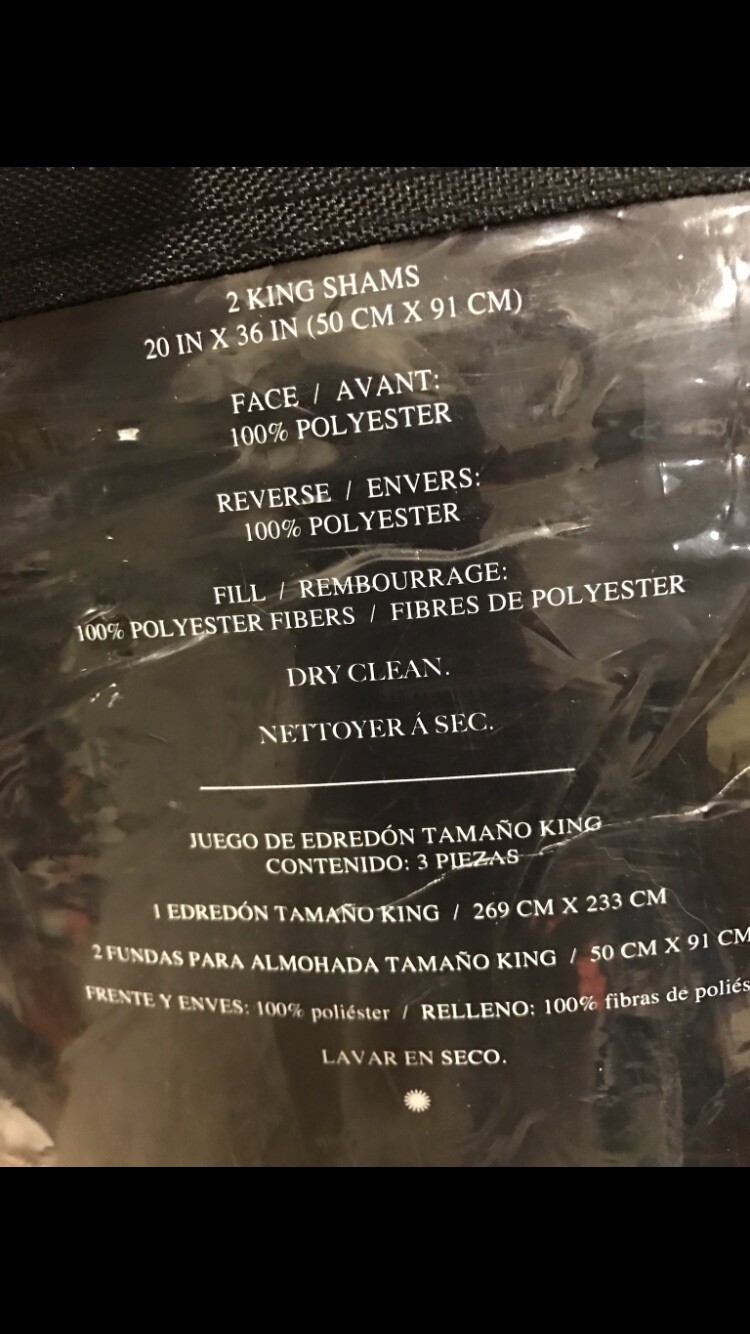 2 KING SHAMS
20 IN X 36 IN (50 CM X 91 CM)
FACE / AVANT:
100% POLYESTER
REVERSE / ENVERS:
100% POLYESTER
FILL / REMBOURRAGE:
100% POLYESTER FIBERS / FIBRES DE POLYESTER
DRY CLEAN.
NETTOYER Á SEC.
JUEGO DE EDREDÓN TAMAÑO KING
CONTENIDO: 3 PIEZAS
1 EDREDÓN TAMAÑO KING / 269 CM X 233 CM
2 FUNDAS PARA ALMOHADA TAMAÑO KING / 50 CM X 91 CM
FRENTE Y ENVES: 100% poliéster / RELLENO: 100% fibras de poliés
LAVAR EN SECO.